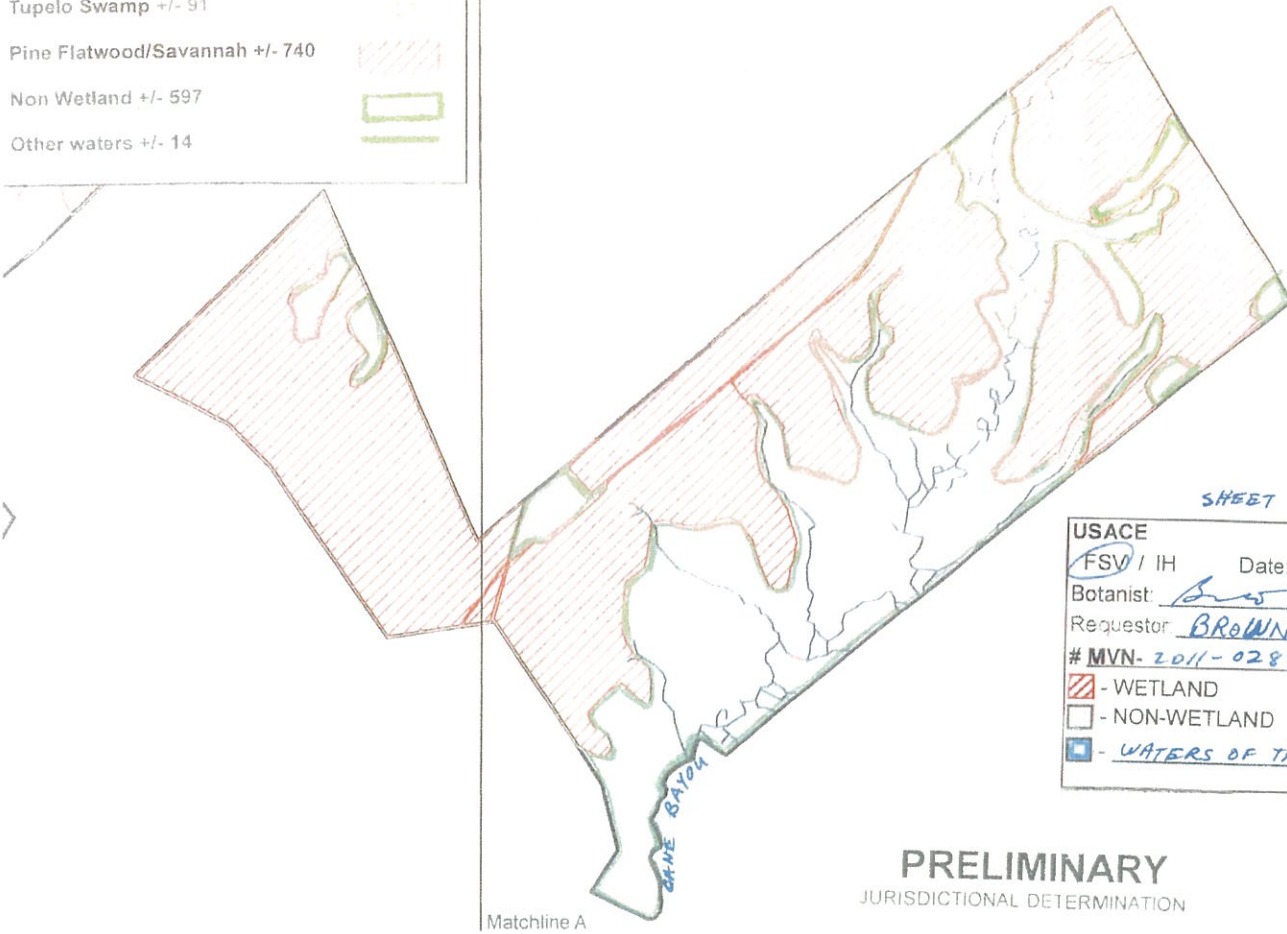 Tupelo Swamp +/- 91
Pine Flatwood/Savannah +/- 740
Non Wetland +/- 597
Other waters +/- 14
SHEET
USACE
FSV / IH Date:
Botanist:
Requestor: BROWN
# MVN- 2011-028
- WETLAND
- NON-WETLAND
- WATERS OF
CANE BAYOU
PRELIMINARY
JURISDICTIONAL DETERMINATION
Matchline A